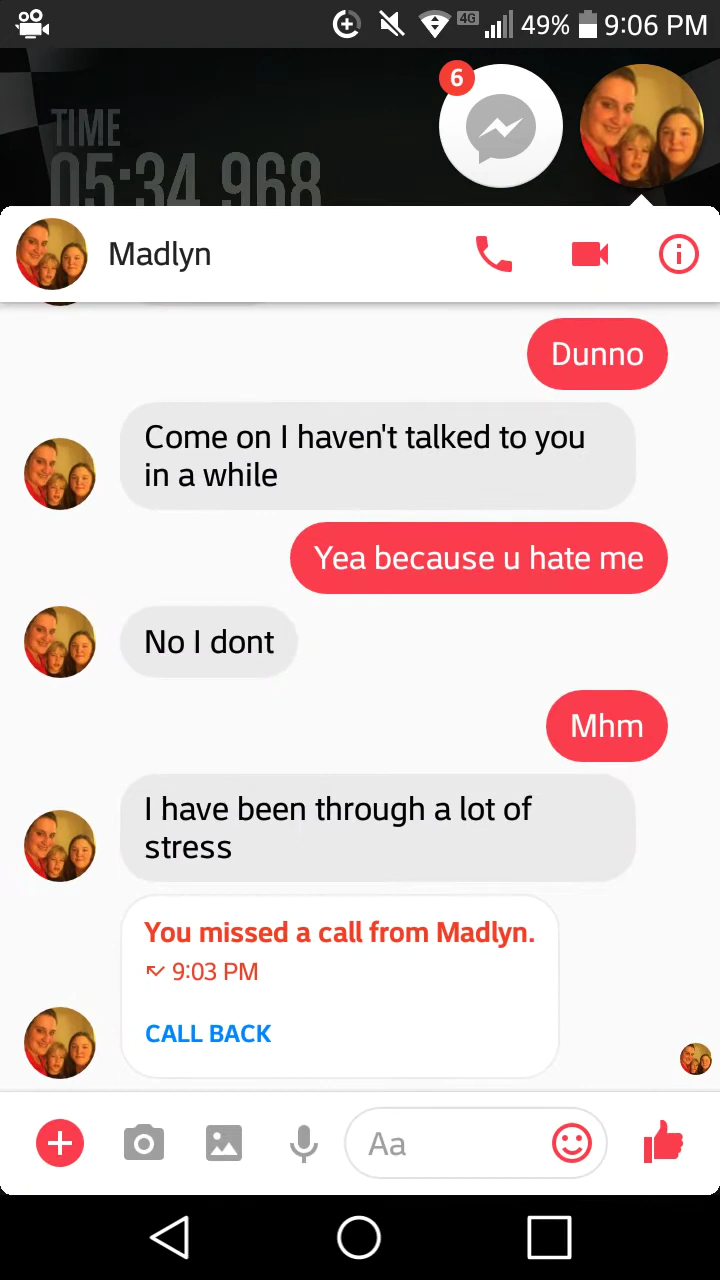 4G 49% 9:06 PM
6
TIME
05:34.968
Madlyn
Dunno
Come on I haven't talked to you
in a while
Yea because u hate me
No I dont
Mhm
I have been through a lot of
stress
You missed a call from Madlyn.
9:03 PM
CALL BACK
Aa